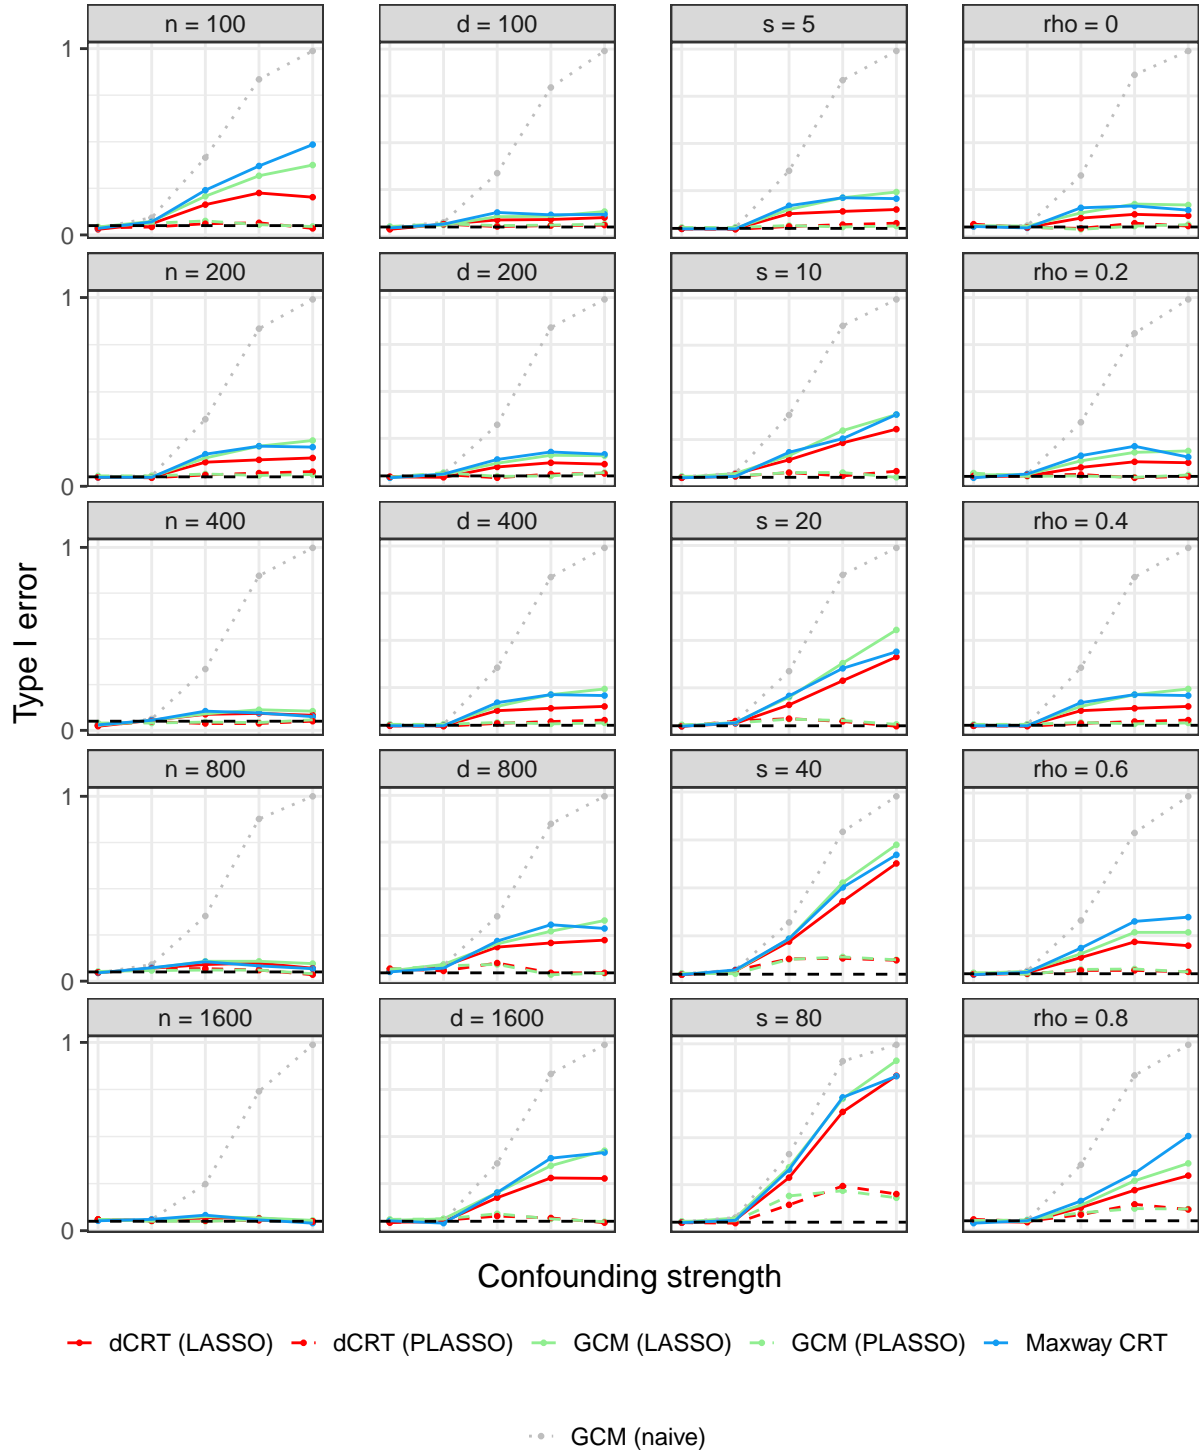 n = 100
d = 100
s = 5
rho = 0
1
0
n = 200
d = 200
s = 10
rho = 0.2
1
0
n = 400
d = 400
s = 20
rho = 0.4
1
0
n = 800
d = 800
s = 40
rho = 0.6
1
0
n = 1600
d = 1600
s = 80
rho = 0.8
1
0
Type I error
Confounding strength
dCRT (LASSO)
dCRT (PLASSO)
GCM (LASSO)
GCM (PLASSO)
Maxway CRT
GCM (naive)